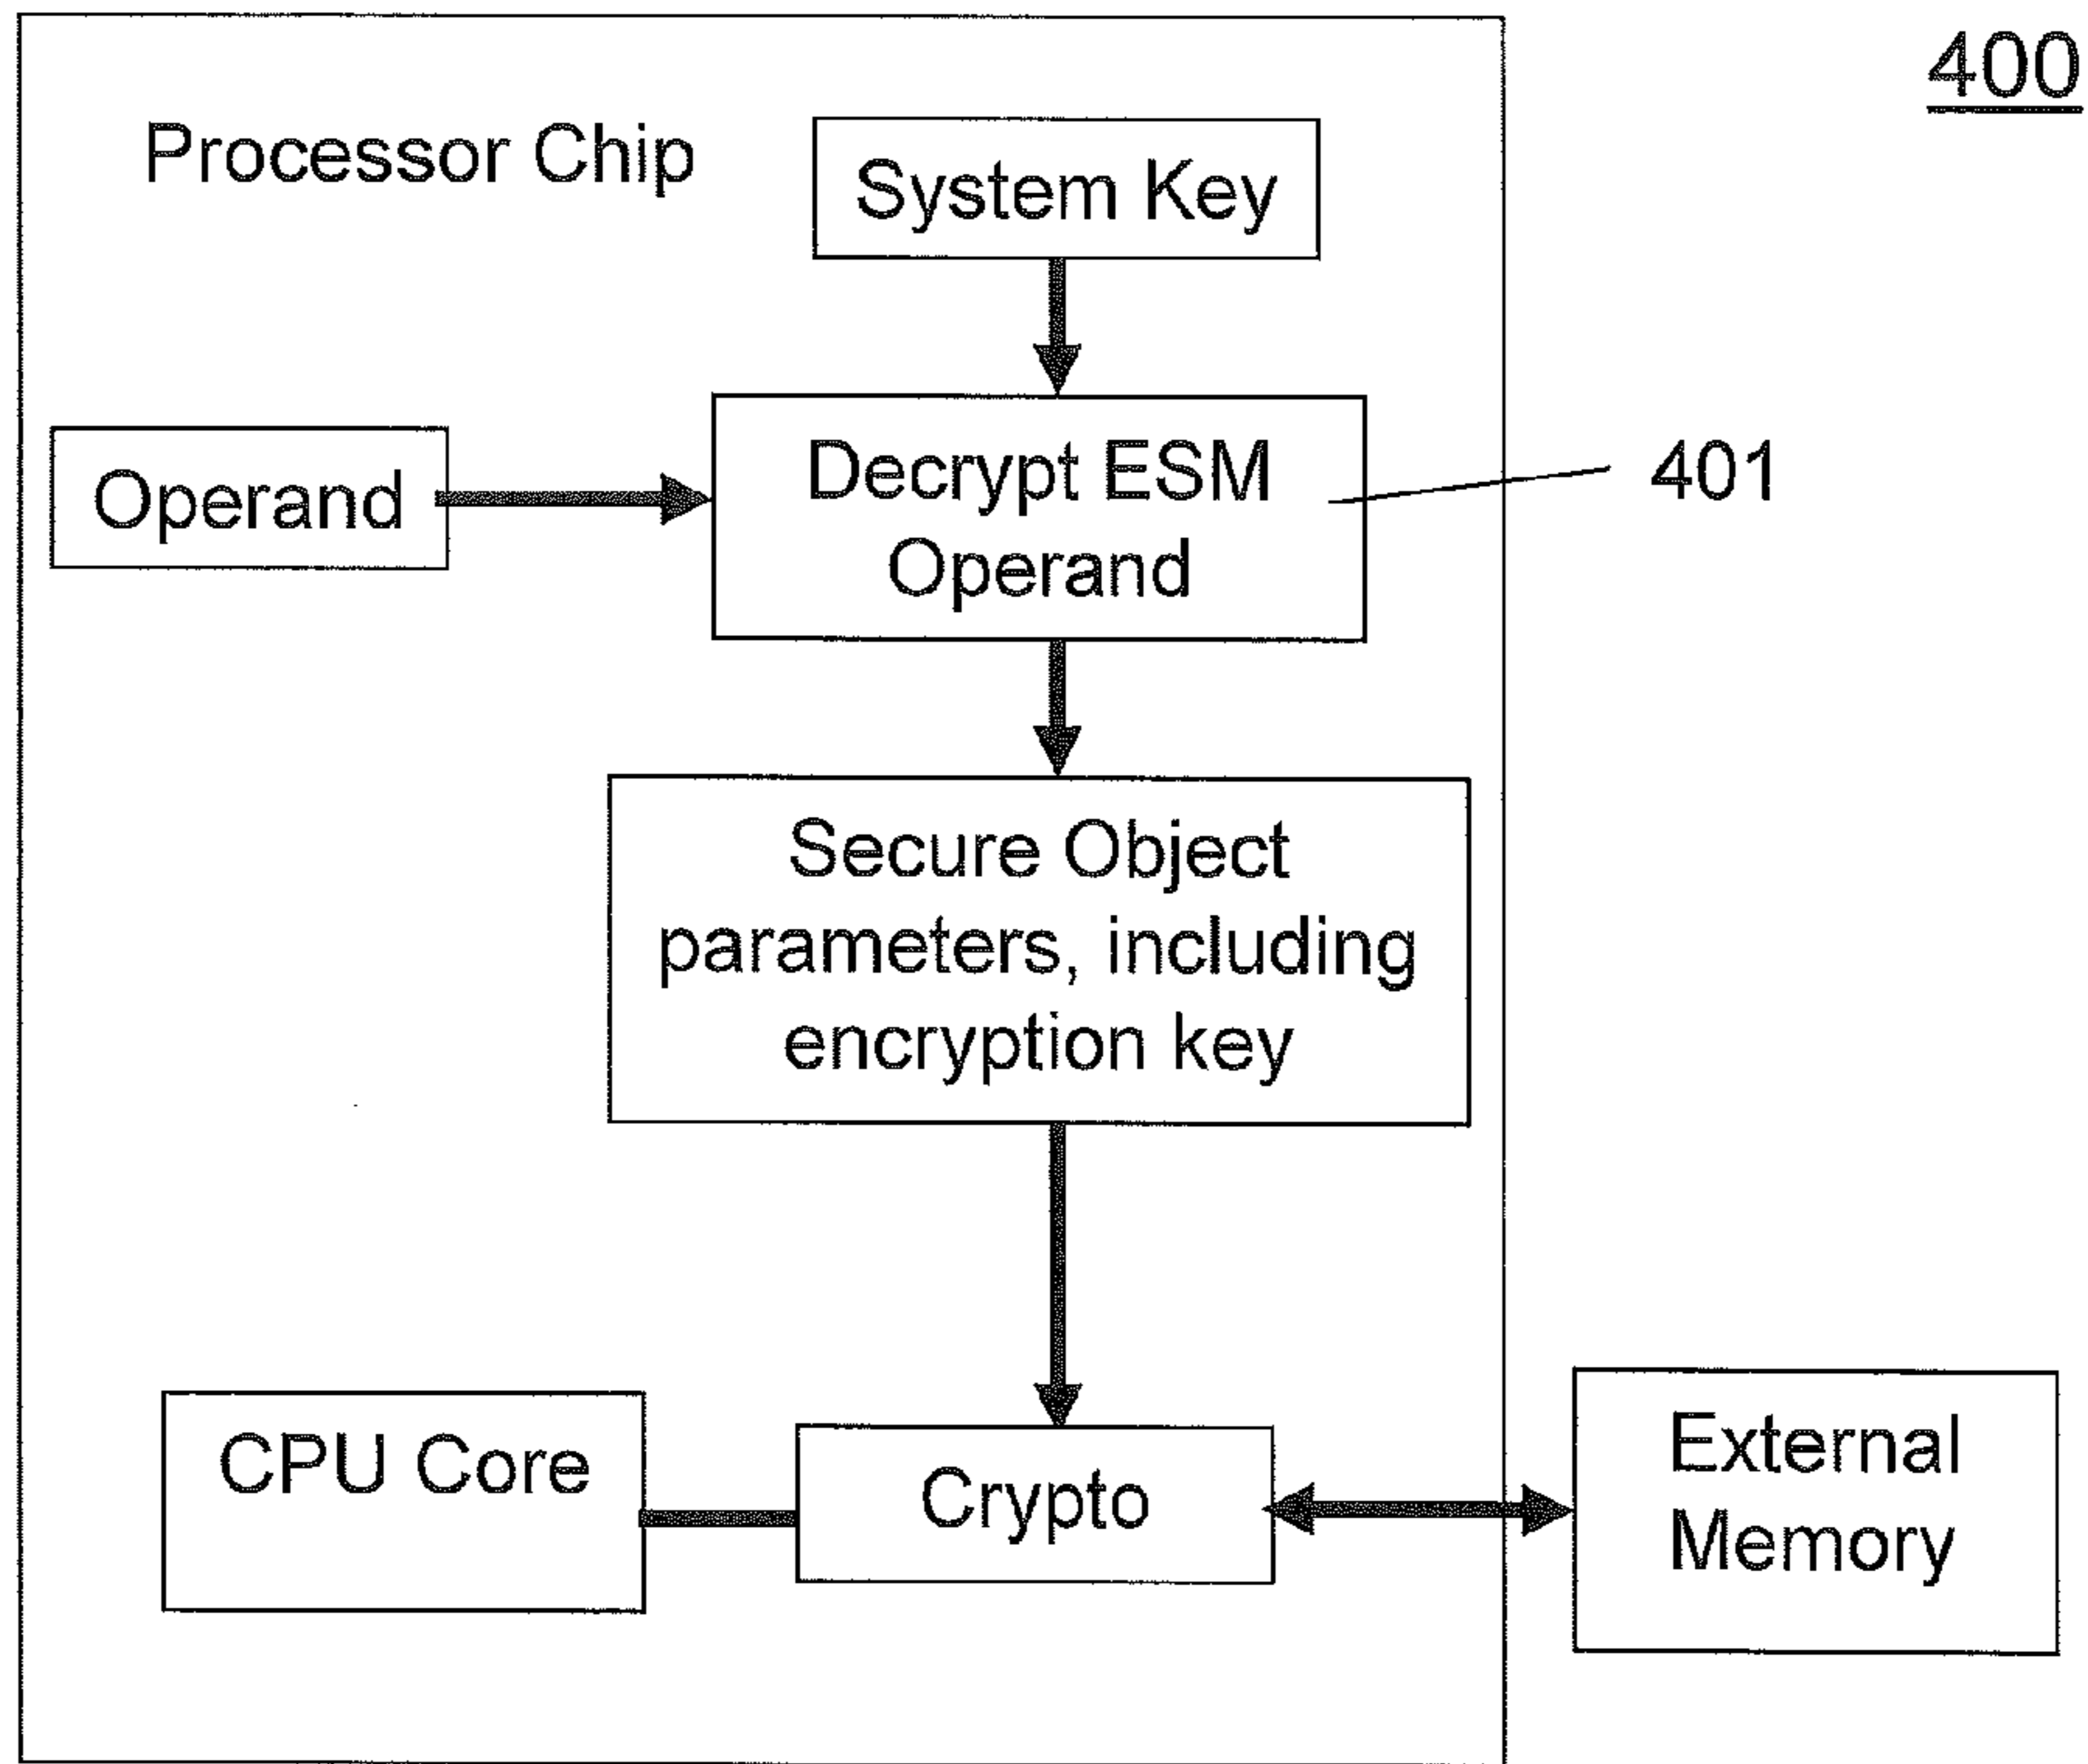 400
Processor Chip
System Key
Operand
Decrypt ESM
Operand
401
Secure Object
parameters, including
encryption key
CPU Core
Crypto
External
Memory